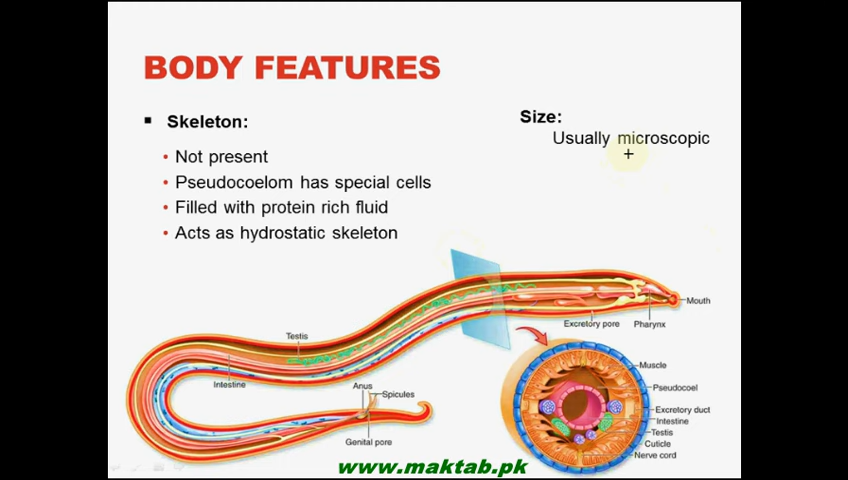 BODY FEATURES
Skeleton:
Not present
Pseudocoelom has special cells
Filled with protein rich fluid
Acts as hydrostatic skeleton
Size:
Usually microscopic
Mouth
Pharynx
Excretory pore
Testis
Intestine
Anus
Spicules
Genital pore
Muscle
Pseudocoel
Excretory duct
Intestine
Testis
Cuticle
Nerve cord
www.maktab.pk